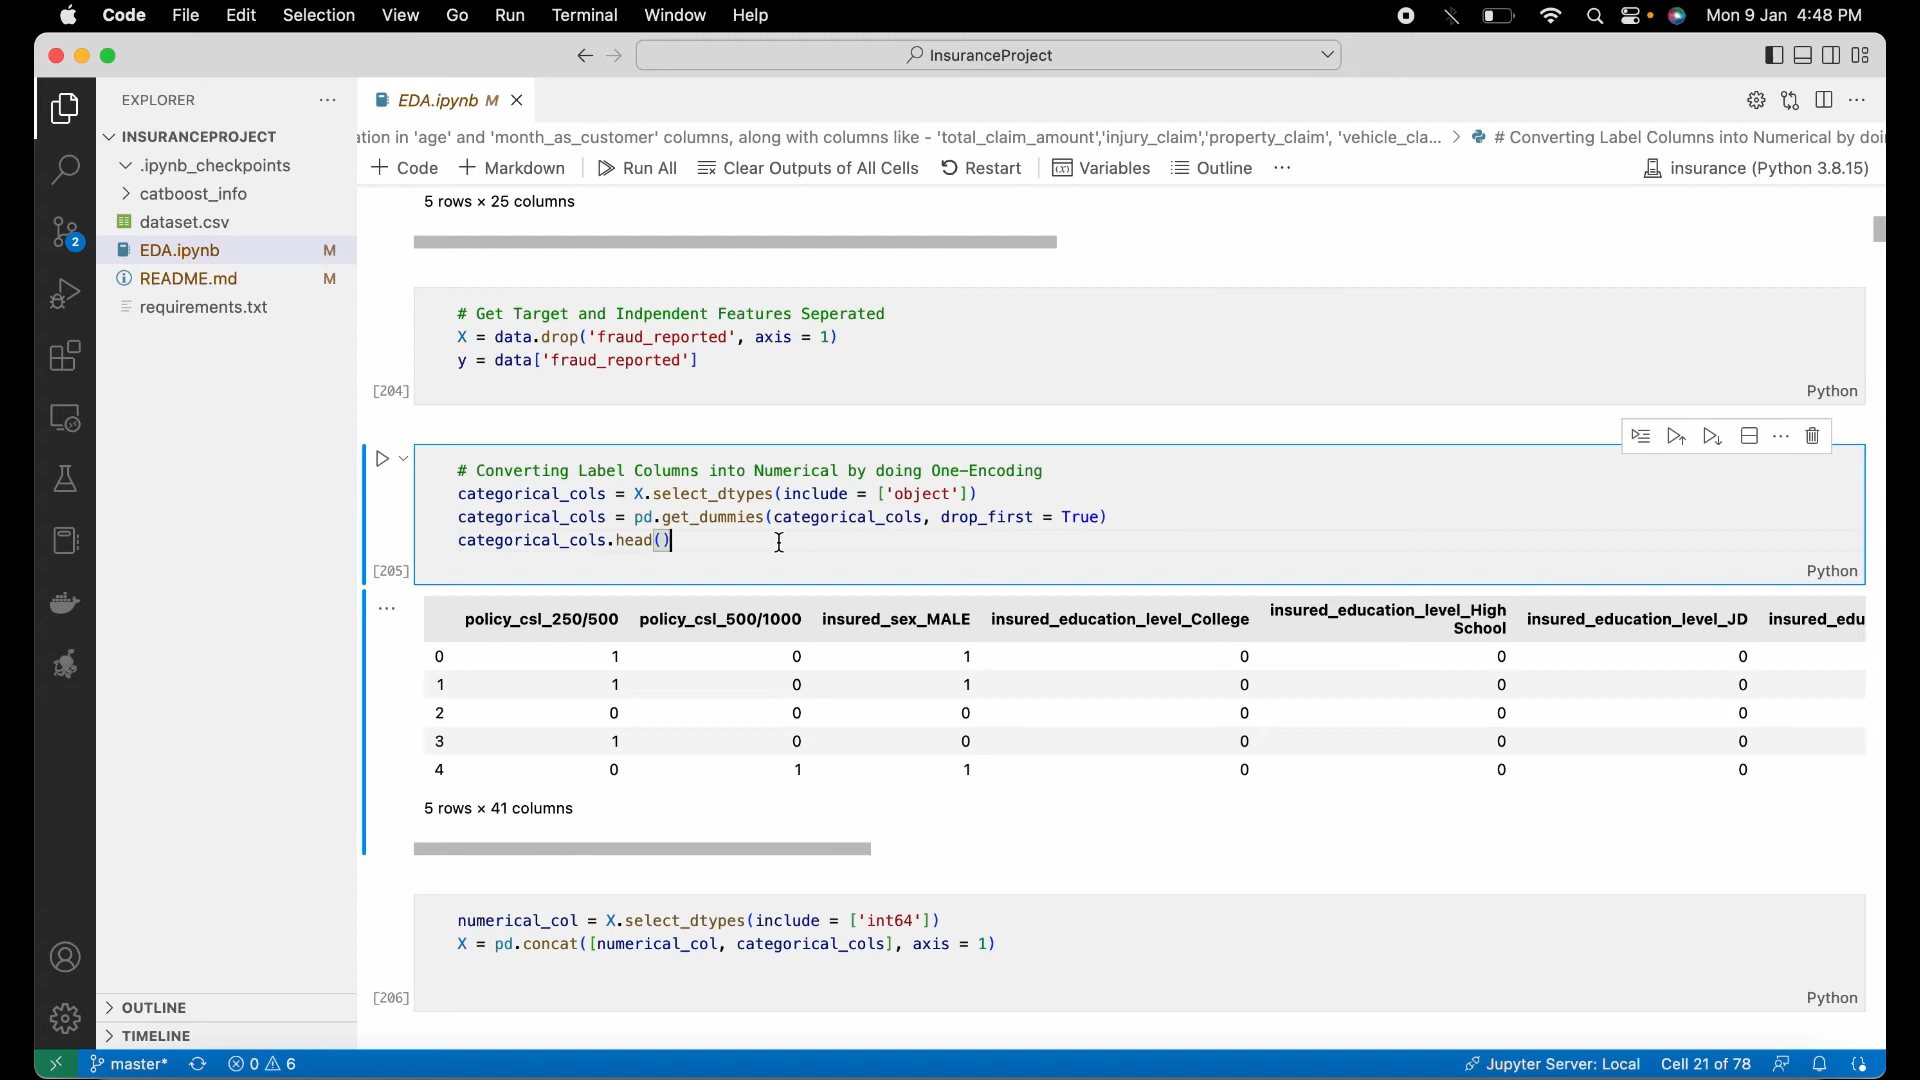 Code File Edit Selection View Go Run Terminal Window Help Mon 9 Jan 4:48 PM
InsuranceProject
EXPLORER
EDA.ipynb M
INSURANCEPROJECT
.ipynb_checkpoints
catboost_info
dataset.csv
EDA.ipynb M
README.md M
requirements.txt
2
ation in 'age' and 'month_as_customer' columns, along with columns like - 'total_claim_amount','injury_claim','property_claim', 'vehicle_cla... > # Converting Label Columns into Numerical by doi
+ Code + Markdown Run All Clear Outputs of All Cells Restart Variables Outline ... insurance (Python 3.8.15)
5 rows × 25 columns
# Get Target and Indpendent Features Seperated
X = data.drop('fraud_reported', axis = 1)
y = data['fraud_reported']
[204] Python
# Converting Label Columns into Numerical by doing One-Encoding
categorical_cols = X.select_dtypes(include = ['object'])
categorical_cols = pd.get_dummies(categorical_cols, drop_first = True)
categorical_cols.head()
[205] Python
policy_csl_250/500 policy_csl_500/1000 insured_sex_MALE insured_education_level_College insured_education_level_High School insured_education_level_JD insured_edu
0 1 0 1 0 0 0
1 1 0 1 0 0 0
2 0 0 0 0 0 0
3 1 0 0 0 0 0
4 0 1 1 0 0 0
5 rows × 41 columns
numerical_col = X.select_dtypes(include = ['int64'])
X = pd.concat([numerical_col, categorical_cols], axis = 1)
[206] Python
OUTLINE
TIMELINE
master* 0 6 Jupyter Server: Local Cell 21 of 78